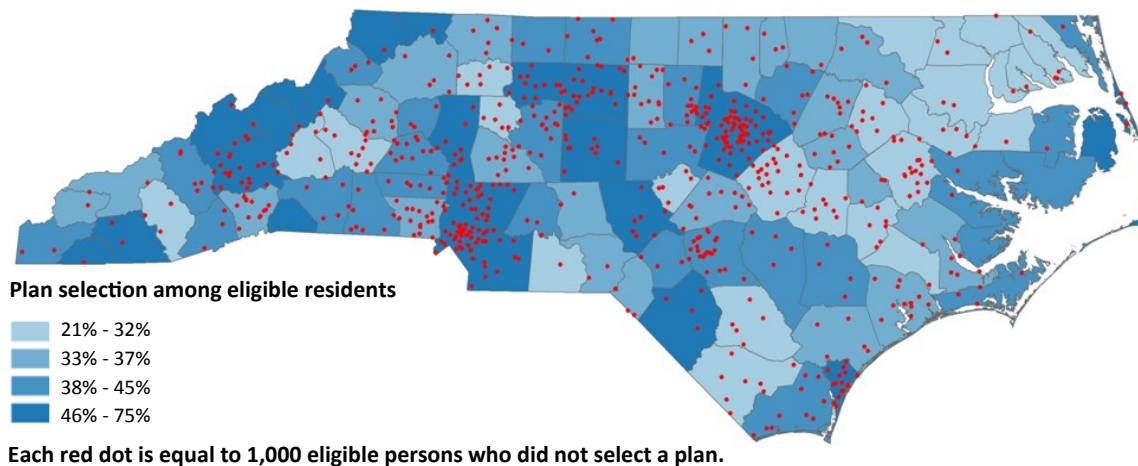 Plan selection among eligible residents
21% - 32%
33% - 37%
38% - 45%
46% - 75%
Each red dot is equal to 1,000 eligible persons who did not select a plan.